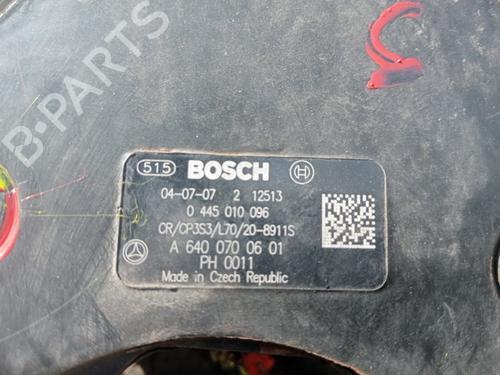 B-PARTS
515 BOSCH
04-07-07 2 12513
0 445 010 096
CR/CP3S3/L70/20-8911S
A 640 070 06 01
PH 0011
Made in Czech Republic